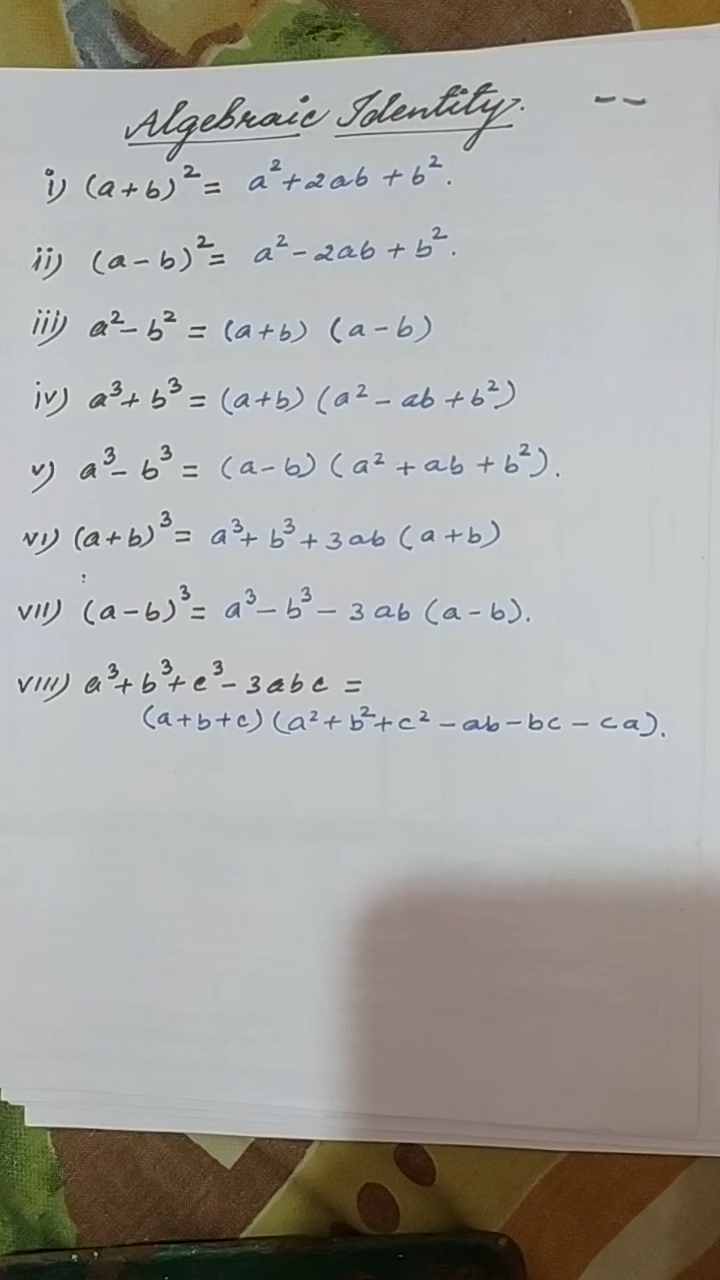 Algebraic Identity. --
i) (a+b)² = a²+2ab+b².
ii) (a-b)² = a²-2ab+b².
iii) a²-b² = (a+b) (a-b)
iv) a³+b³ = (a+b) (a²-ab+b²)
v) a³-b³ = (a-b) (a²+ab+b²).
vi) (a+b)³ = a³+b³+3ab (a+b)
vii) (a-b)³ = a³-b³-3ab (a-b).
viii) a³+b³+c³-3abc =
(a+b+c) (a²+b²+c²-ab-bc-ca).